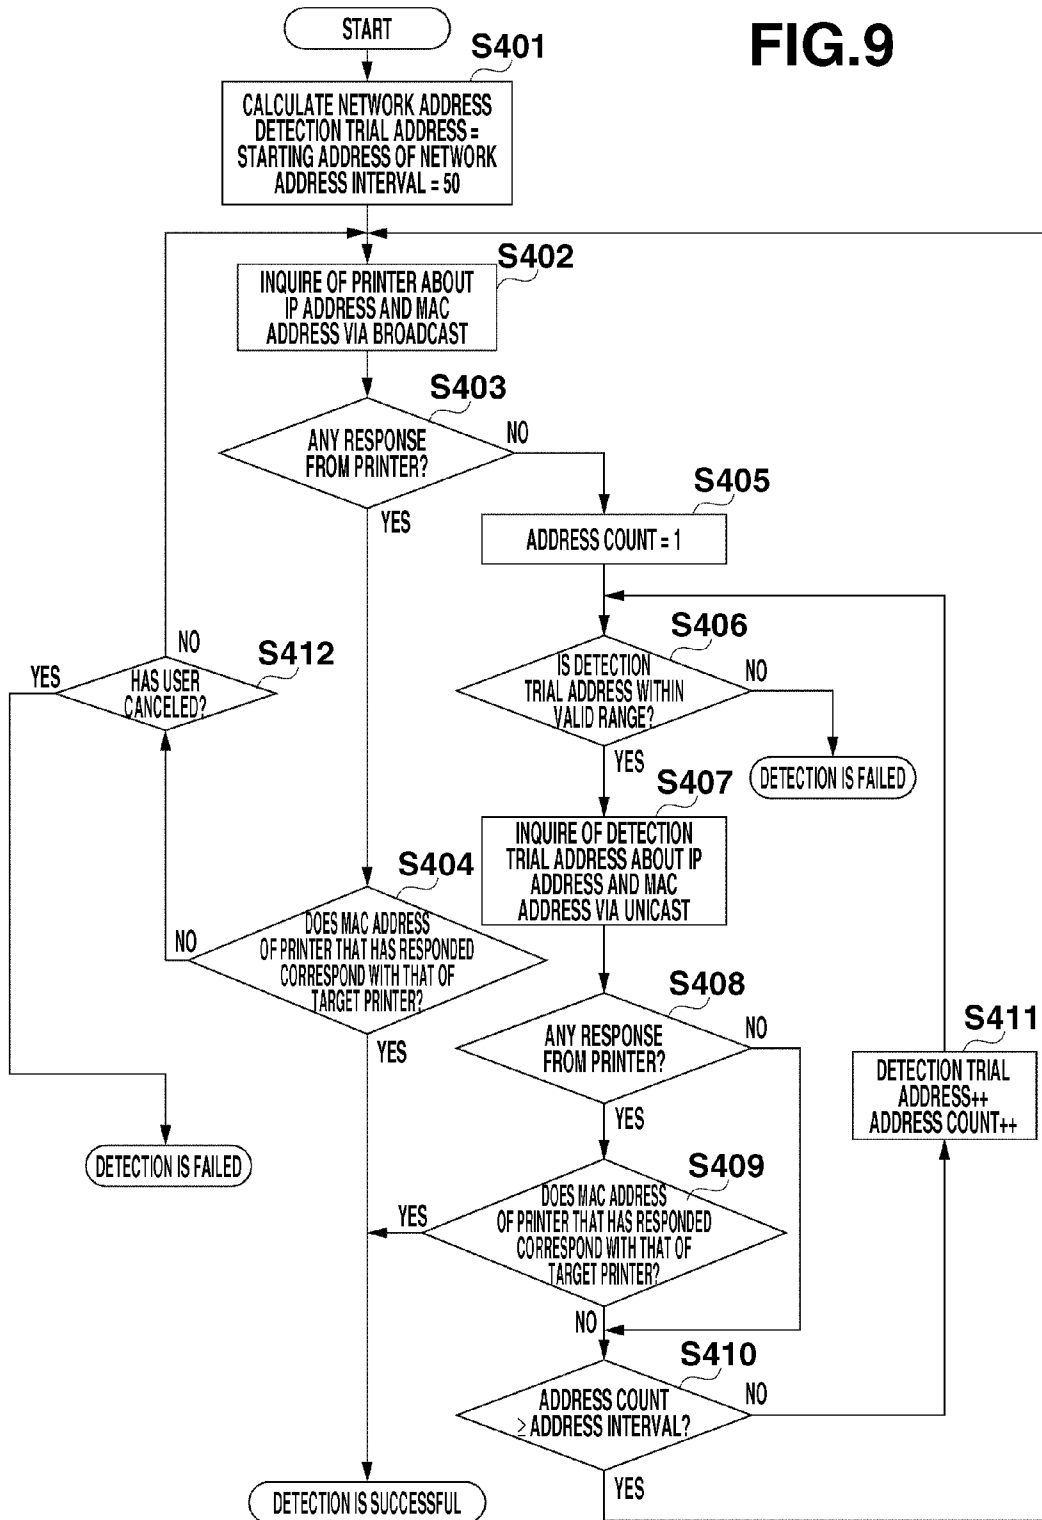 FIG.9
START
S401
CALCULATE NETWORK ADDRESS
DETECTION TRIAL ADDRESS =
STARTING ADDRESS OF NETWORK
ADDRESS INTERVAL = 50
S402
INQUIRE OF PRINTER ABOUT
IP ADDRESS AND MAC
ADDRESS VIA BROADCAST
S403
ANY RESPONSE
FROM PRINTER?
NO
YES
S405
ADDRESS COUNT = 1
S406
IS DETECTION
TRIAL ADDRESS WITHIN
VALID RANGE?
NO
YES
DETECTION IS FAILED
S412
HAS USER
CANCELED?
NO
YES
S407
INQUIRE OF DETECTION
TRIAL ADDRESS ABOUT IP
ADDRESS AND MAC
ADDRESS VIA UNICAST
S404
DOES MAC ADDRESS
OF PRINTER THAT HAS RESPONDED
CORRESPOND WITH THAT OF
TARGET PRINTER?
NO
YES
S408
ANY RESPONSE
FROM PRINTER?
NO
YES
S411
DETECTION TRIAL
ADDRESS++
ADDRESS COUNT++
DETECTION IS FAILED
S409
DOES MAC ADDRESS
OF PRINTER THAT HAS RESPONDED
CORRESPOND WITH THAT OF
TARGET PRINTER?
YES
NO
S410
ADDRESS COUNT
≥ ADDRESS INTERVAL?
NO
YES
DETECTION IS SUCCESSFUL